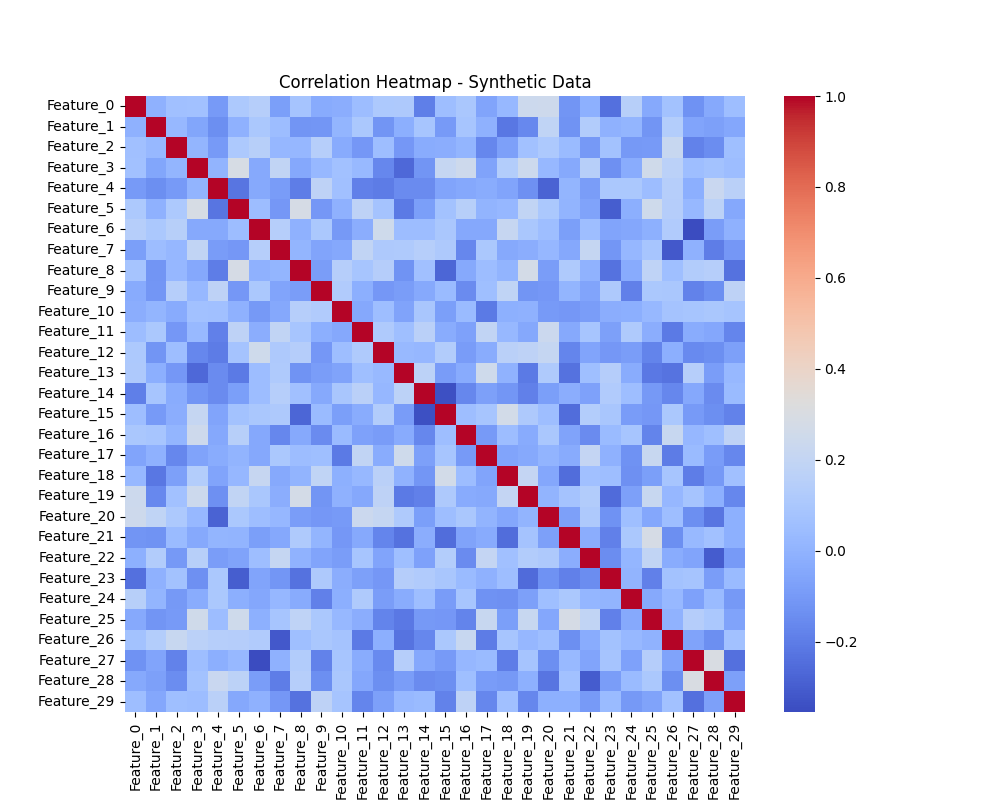 Correlation Heatmap - Synthetic Data
Feature_0
Feature_1
Feature_2
Feature_3
Feature_4
Feature_5
Feature_6
Feature_7
Feature_8
Feature_9
Feature_10
Feature_11
Feature_12
Feature_13
Feature_14
Feature_15
Feature_16
Feature_17
Feature_18
Feature_19
Feature_20
Feature_21
Feature_22
Feature_23
Feature_24
Feature_25
Feature_26
Feature_27
Feature_28
Feature_29
Feature_0
Feature_1
Feature_2
Feature_3
Feature_4
Feature_5
Feature_6
Feature_7
Feature_8
Feature_9
Feature_10
Feature_11
Feature_12
Feature_13
Feature_14
Feature_15
Feature_16
Feature_17
Feature_18
Feature_19
Feature_20
Feature_21
Feature_22
Feature_23
Feature_24
Feature_25
Feature_26
Feature_27
Feature_28
Feature_29
1.0
0.8
0.6
0.4
0.2
0.0
−0.2